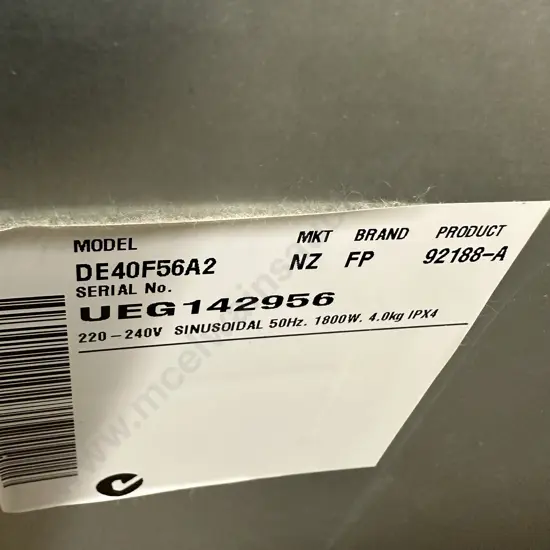 MODEL MKT BRAND PRODUCT
DE40F56A2 NZ FP 92188-A
SERIAL No.
UEG142956
220-240V SINUSOIDAL 50Hz. 1800W. 4.0kg IPX4